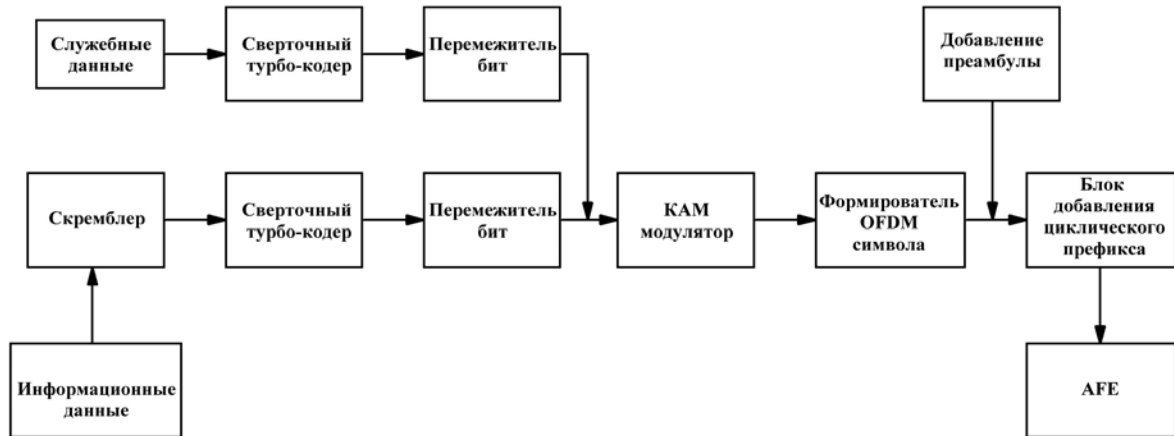 Служебные
данные
Сверточный
турбо-кодер
Перемежитель
бит
Добавление
преамбулы
Скремблер
Сверточный
турбо-кодер
Перемежитель
бит
КАМ
модулятор
Формирователь
OFDM
символа
Блок
добавления
циклического
префикса
Информационные
данные
AFE